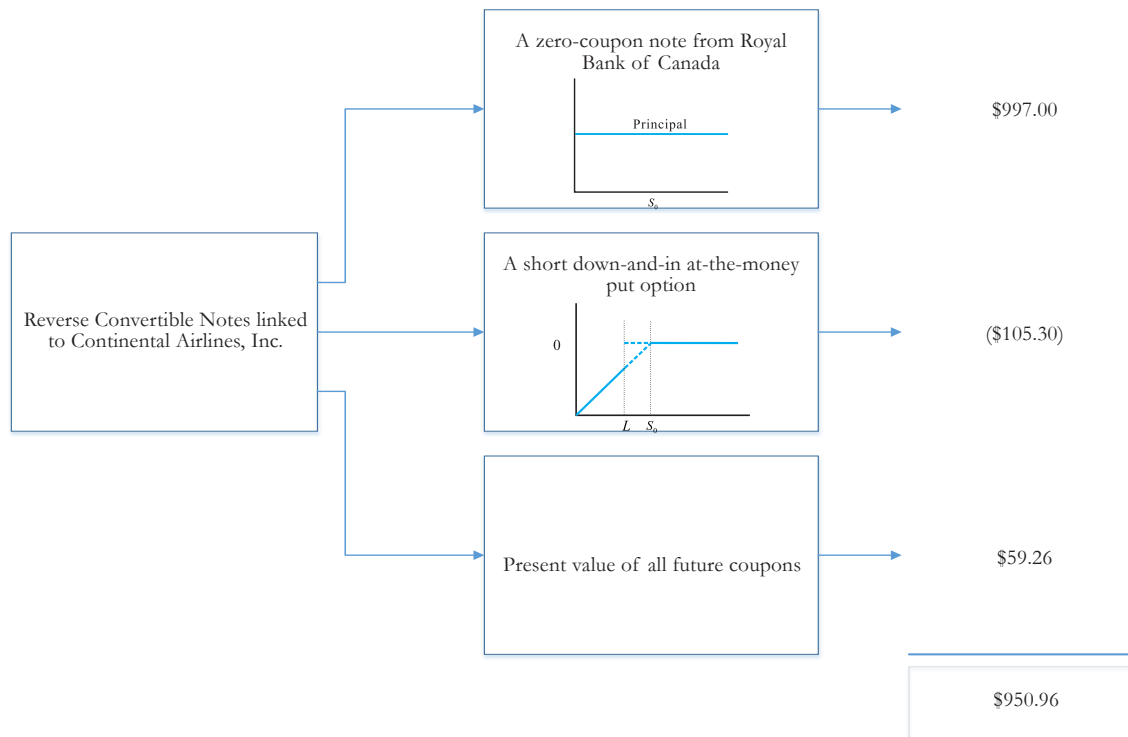 A zero-coupon note from Royal
Bank of Canada
Principal
S₀
$997.00
Reverse Convertible Notes linked
to Continental Airlines, Inc.
A short down-and-in at-the-money
put option
0
L S₀
($105.30)
Present value of all future coupons
$59.26
$950.96